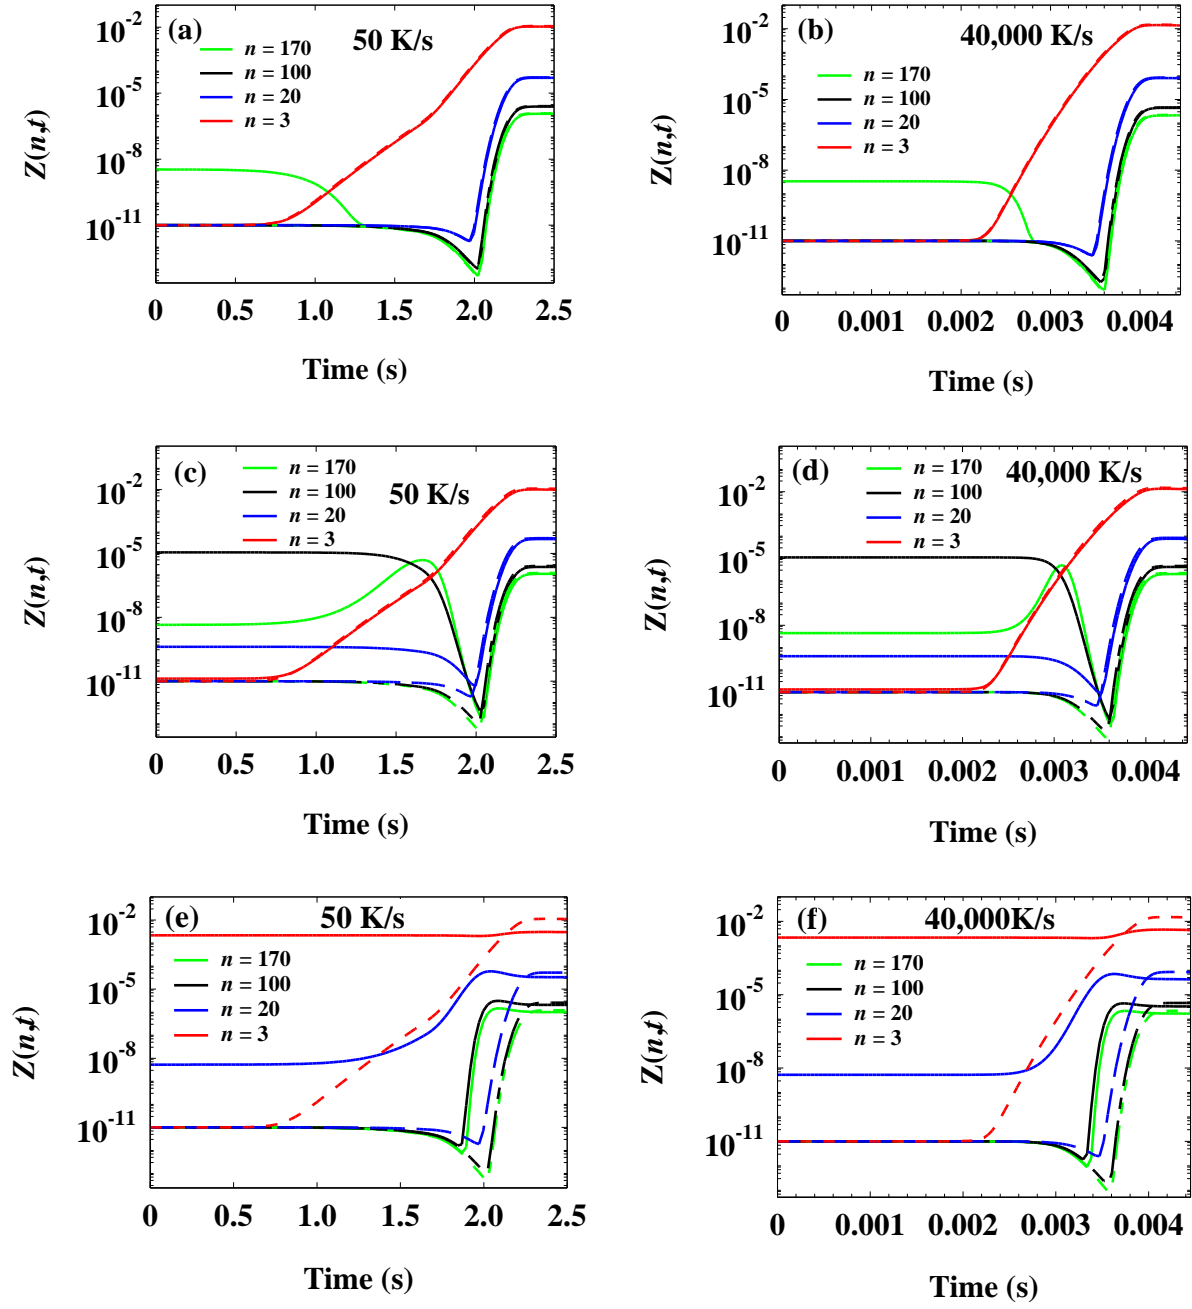 (a)
50 K/s
n = 170
n = 100
n = 20
n = 3
Z(n,t)
10^-2
10^-5
10^-8
10^-11
0 0.5 1.0 1.5 2.0 2.5
Time (s)
(b)
40,000 K/s
n = 170
n = 100
n = 20
n = 3
Z(n,t)
10^-2
10^-5
10^-8
10^-11
0 0.001 0.002 0.003 0.004
Time (s)
(c)
50 K/s
n = 170
n = 100
n = 20
n = 3
Z(n,t)
10^-2
10^-5
10^-8
10^-11
0 0.5 1.0 1.5 2.0 2.5
Time (s)
(d)
40,000 K/s
n = 170
n = 100
n = 20
n = 3
Z(n,t)
10^-2
10^-5
10^-8
10^-11
0 0.001 0.002 0.003 0.004
Time (s)
(e)
50 K/s
n = 170
n = 100
n = 20
n = 3
Z(n,t)
10^-2
10^-5
10^-8
10^-11
0 0.5 1.0 1.5 2.0 2.5
Time (s)
(f)
40,000K/s
n = 170
n = 100
n = 20
n = 3
Z(n,t)
10^-2
10^-5
10^-8
10^-11
0 0.001 0.002 0.003 0.004
Time (s)